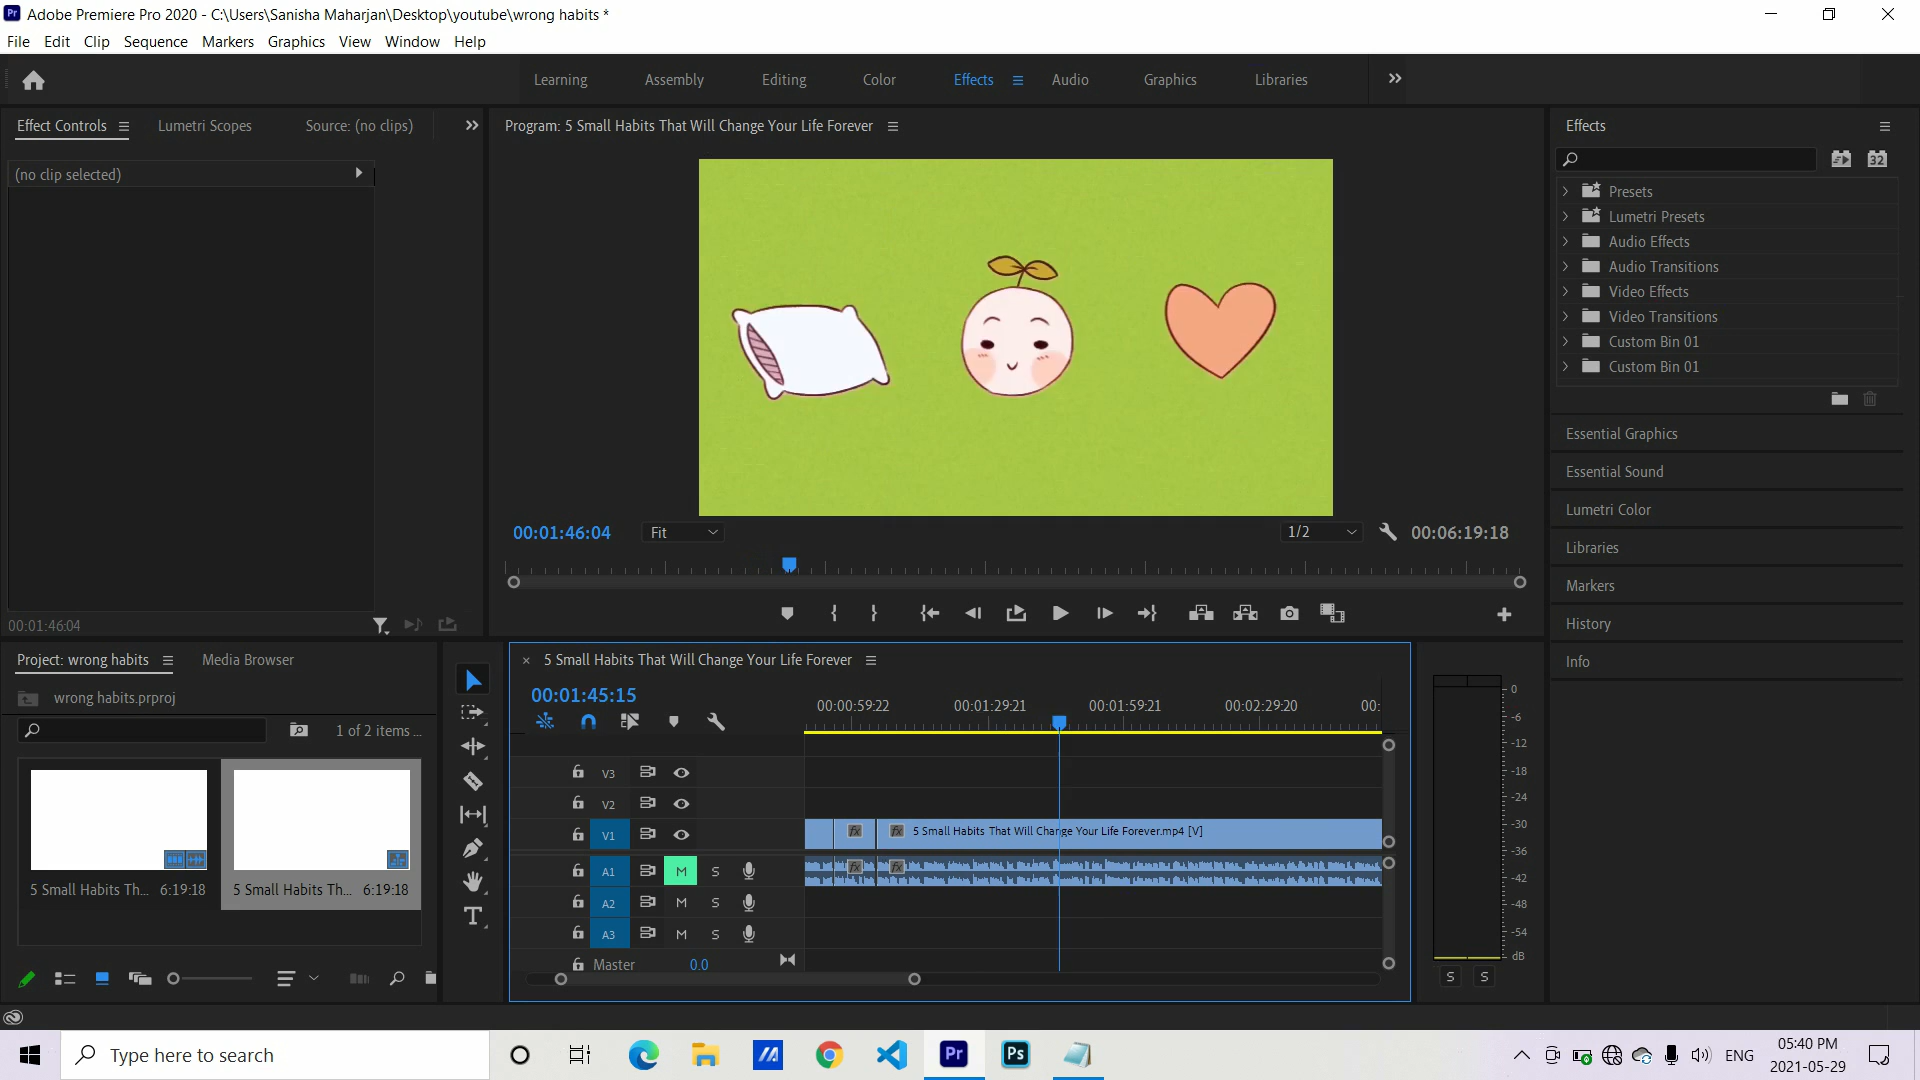 Adobe Premiere Pro 2020 - C:\Users\Sanisha Maharjan\Desktop\youtube\wrong habits *
File Edit Clip Sequence Markers Graphics View Window Help
Learning Assembly Editing Color Effects Audio Graphics Libraries
Effect Controls Lumetri Scopes Source: (no clips)
(no clip selected)
00:01:46:04
Program: 5 Small Habits That Will Change Your Life Forever
00:01:46:04 Fit 1/2 00:06:19:18
Effects
32
Presets
Lumetri Presets
Audio Effects
Audio Transitions
Video Effects
Video Transitions
Custom Bin 01
Custom Bin 01
Essential Graphics
Essential Sound
Lumetri Color
Libraries
Markers
History
Info
Project: wrong habits Media Browser
wrong habits.prproj
1 of 2 items ...
5 Small Habits Th... 6:19:18
5 Small Habits Th... 6:19:18
5 Small Habits That Will Change Your Life Forever
00:01:45:15
00:00:59:22 00:01:29:21 00:01:59:21 00:02:29:20 00:
V3
V2
V1 fx fx 5 Small Habits That Will Change Your Life Forever.mp4 [V]
A1 M S fx fx
A2 M S
A3 M S
Master 0.0
0
-6
-12
-18
-24
-30
-36
-42
-48
-54
dB
S S
Type here to search
Pr
Ps
ENG
05:40 PM
2021-05-29